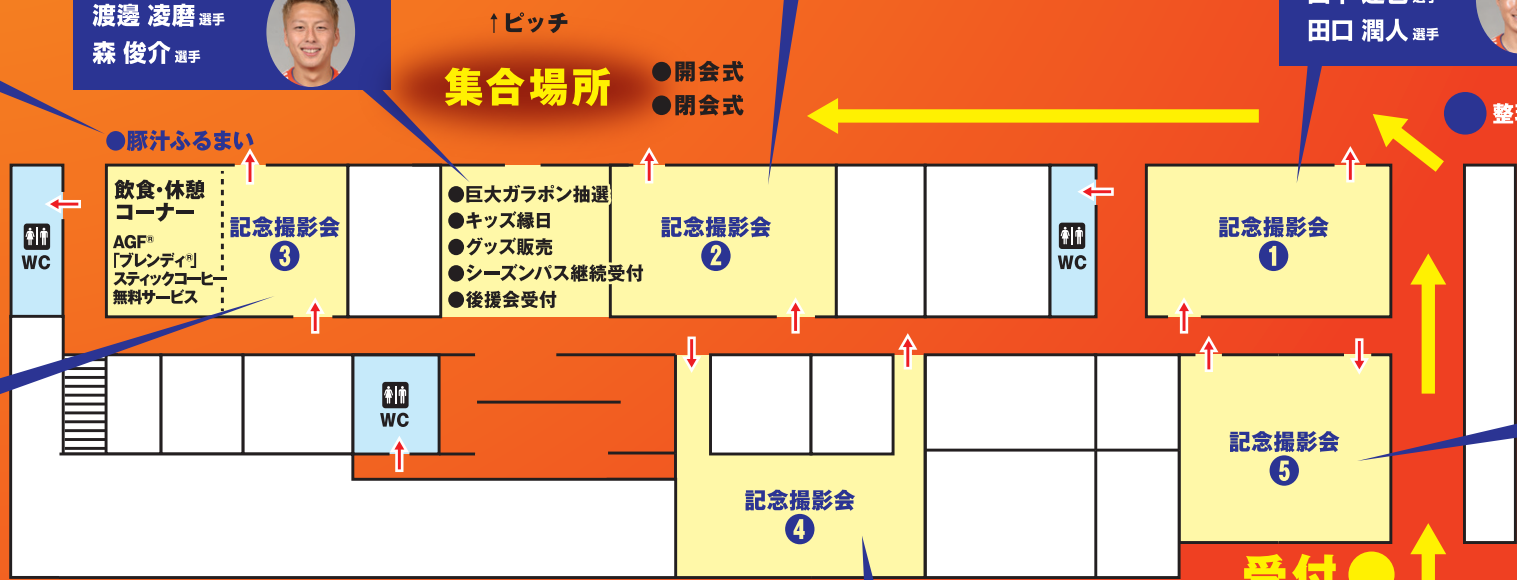 渡邊 凌磨 選手
森 俊介 選手
↑ピッチ
集合場所
●開会式
●閉会式
田口 潤人 選手
●豚汁ふるまい
飲食・休憩
コーナー
AGF®
「ブレンディ®」
スティックコーヒー
無料サービス
WC
記念撮影会
3
●巨大ガラポン抽選
●キッズ縁日
●グッズ販売
●シーズンパス継続受付
●後援会受付
記念撮影会
2
WC
記念撮影会
1
WC
記念撮影会
4
記念撮影会
5
受付